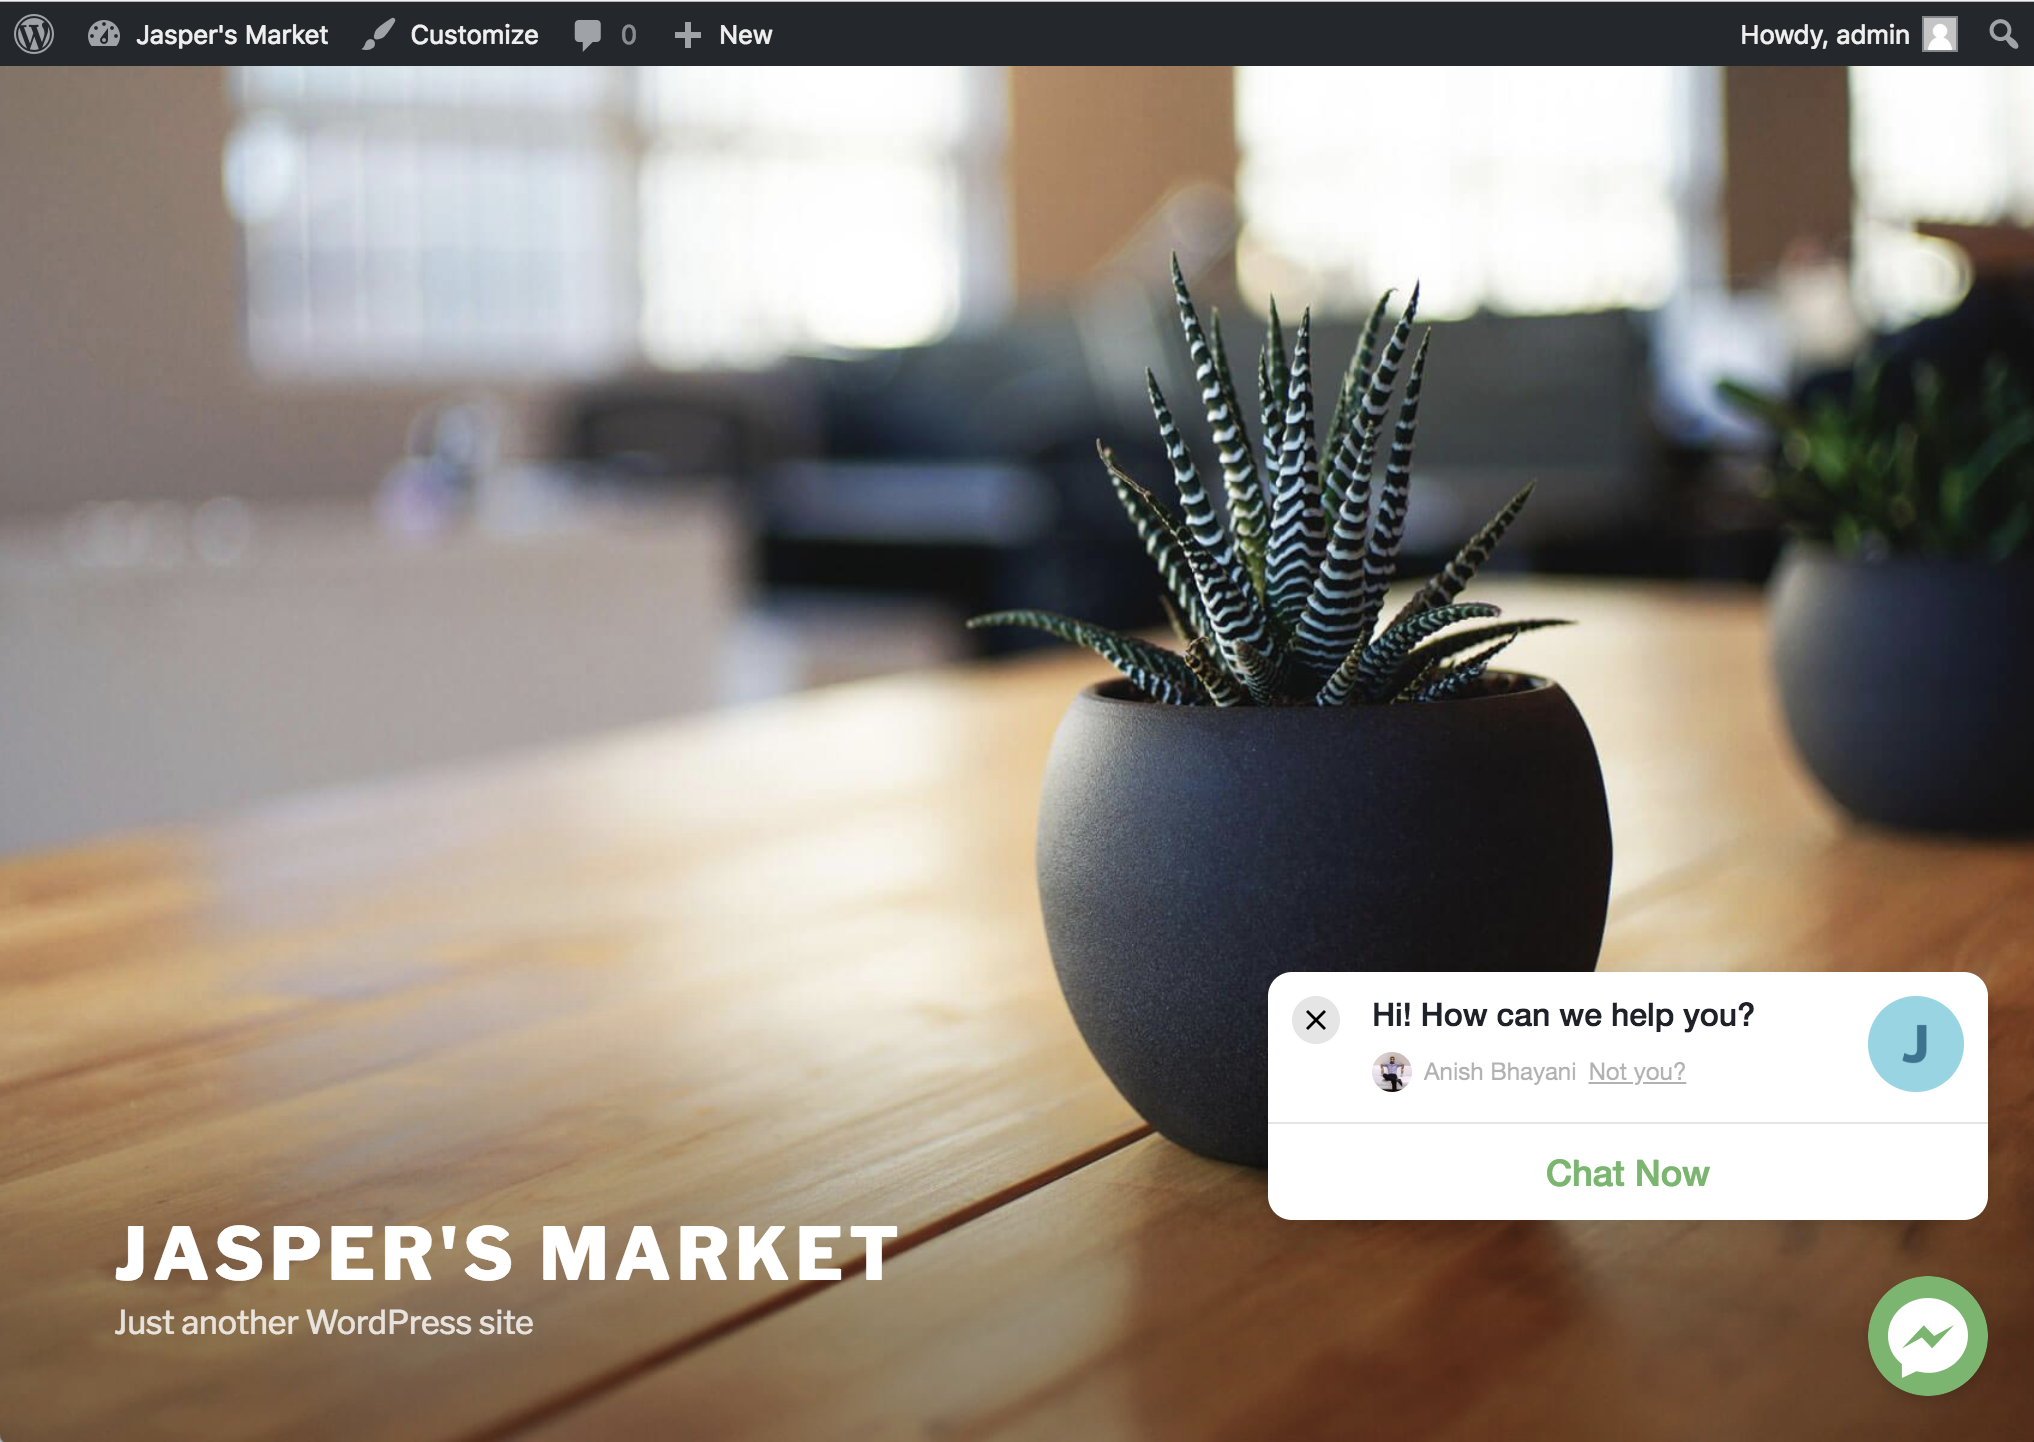 Jasper's Market Customize 0 New Howdy, admin
Hi! How can we help you?
J
Anish Bhayani Not you?
Chat Now
JASPER'S MARKET
Just another WordPress site